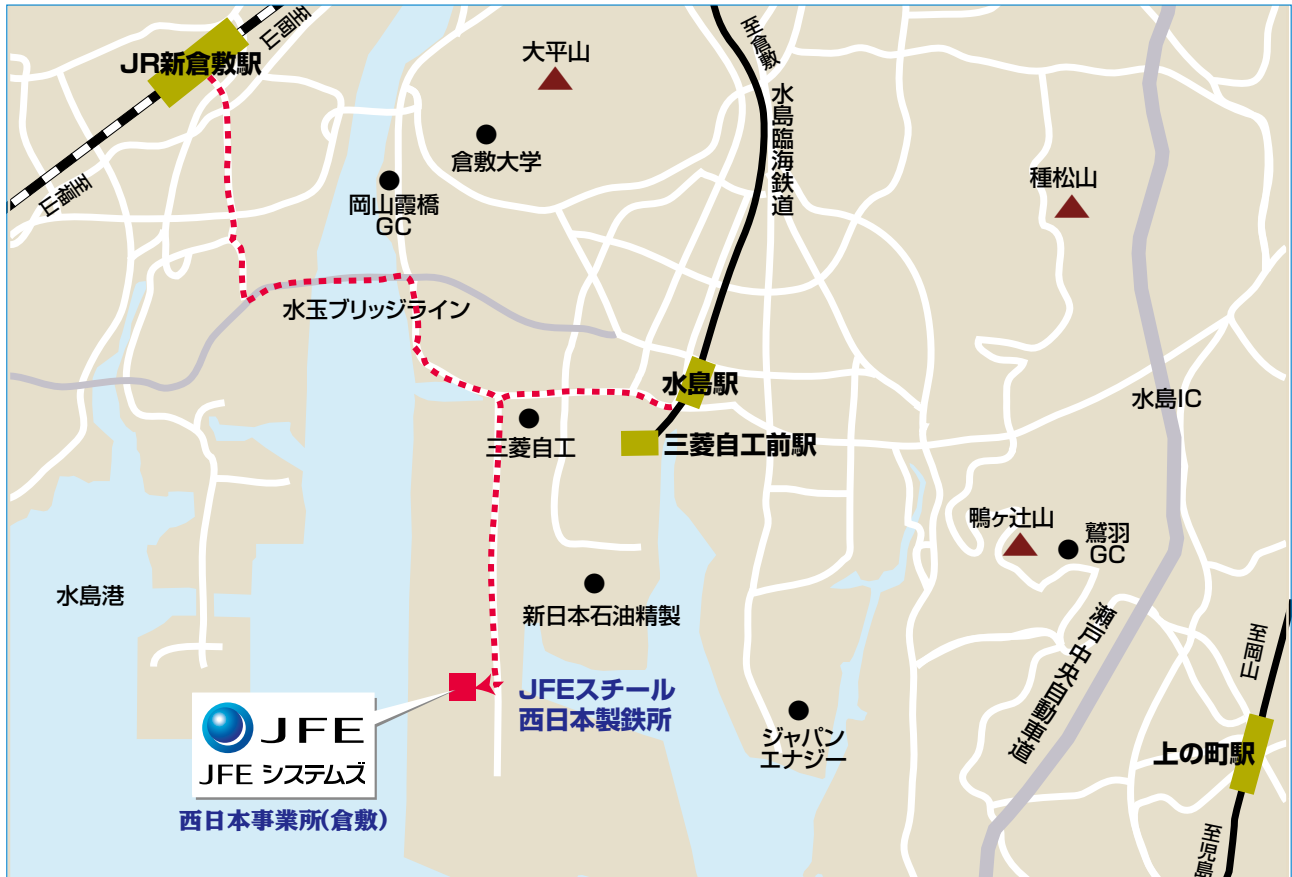 JR新倉敷駅
至岡山
至福山
大平山
倉敷大学
岡山霞橋
GC
至倉敷
水島臨海鉄道
種松山
水玉ブリッジライン
水島駅
水島IC
三菱自工
三菱自工前駅
鴨ヶ辻山
鷲羽
GC
水島港
新日本石油精製
瀬戸中央自動車道
至岡山
JFEスチール
西日本製鉄所
JFE
JFE システムズ
西日本事業所(倉敷)
ジャパン
エナジー
上の町駅
至児島